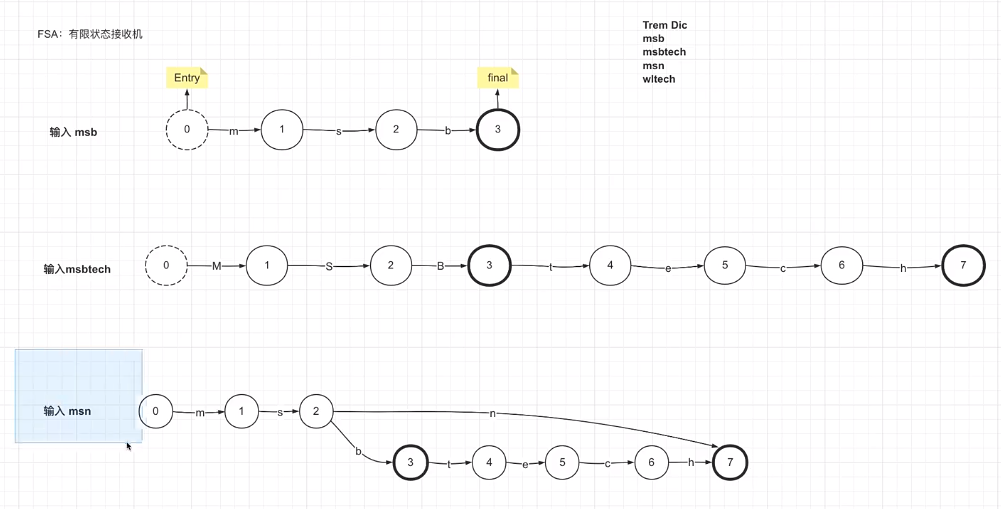 FSA：有限状态接收机
Trem Dic
msb
msbtech
msn
wltech
Entry
final
输入 msb
0 m 1 s 2 b 3
输入msbtech
0 M 1 S 2 B 3 t 4 e 5 c 6 h 7
输入 msn
0 m 1 s 2 n
b 3 t 4 e 5 c 6 h 7